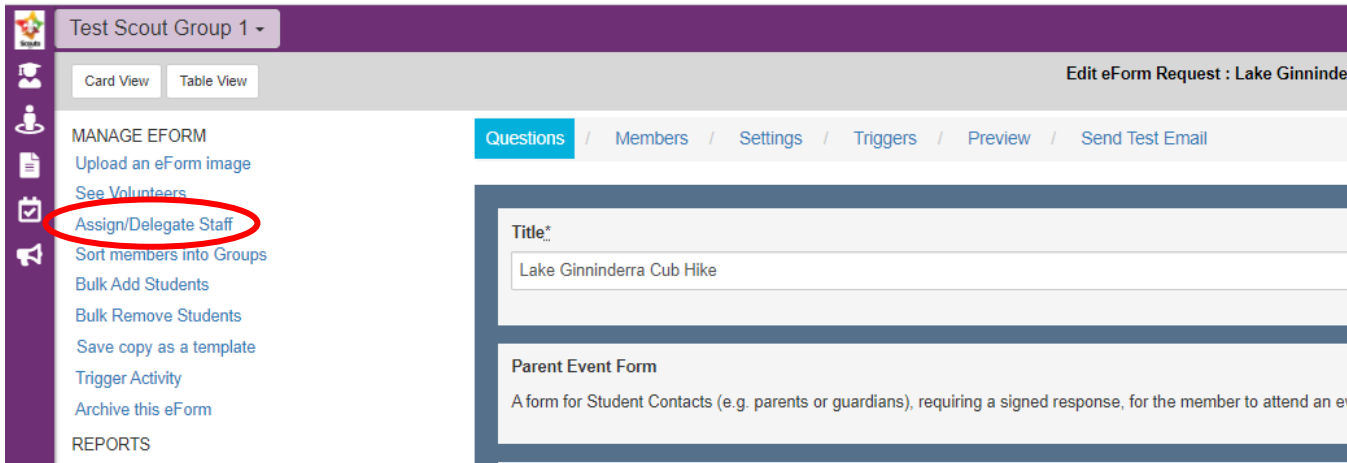 Test Scout Group 1
Scouts
Card View Table View
Edit eForm Request : Lake Ginninde
MANAGE EFORM
Upload an eForm image
See Volunteers
Assign/Delegate Staff
Sort members into Groups
Bulk Add Students
Bulk Remove Students
Save copy as a template
Trigger Activity
Archive this eForm
REPORTS
Questions / Members / Settings / Triggers / Preview / Send Test Email
Title*
Lake Ginninderra Cub Hike
Parent Event Form
A form for Student Contacts (e.g. parents or guardians), requiring a signed response, for the member to attend an ev